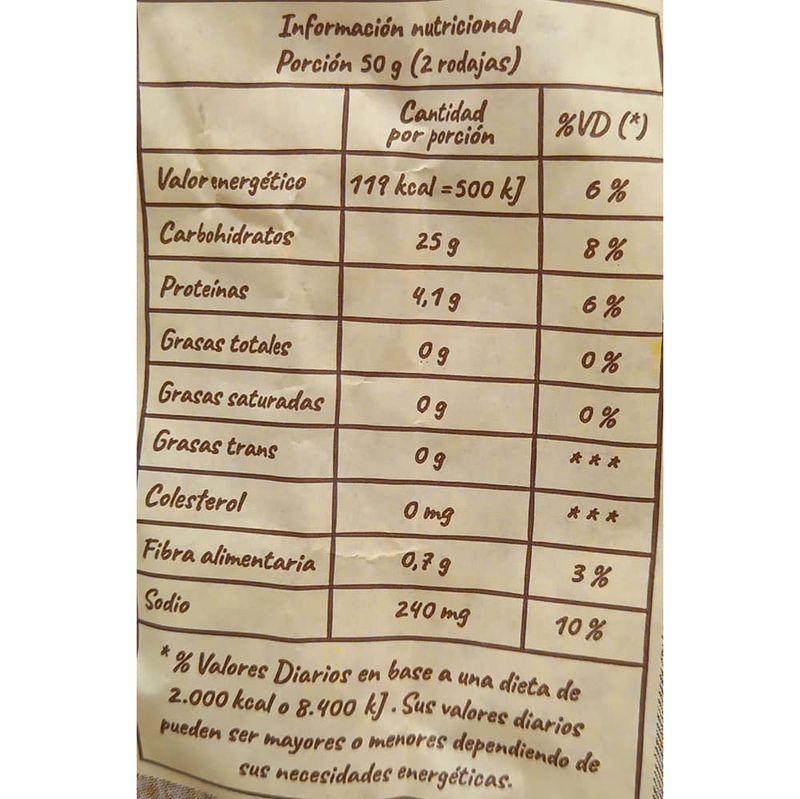 Información nutricional
Porción 50 g (2 rodajas)
Cantidad
por porción
%VD (*)
Valor energético 119 kcal = 500 kJ 6 %
Carbohidratos 25 g 8 %
Proteínas 4,1 g 6 %
Grasas totales 0 g 0 %
Grasas saturadas 0 g 0 %
Grasas trans 0 g ***
Colesterol 0 mg ***
Fibra alimentaria 0,7 g 3 %
Sodio 240 mg 10 %
* % Valores Diarios en base a una dieta de
2.000 kcal o 8.400 kJ. Sus valores diarios
pueden ser mayores o menores dependiendo de
sus necesidades energéticas.